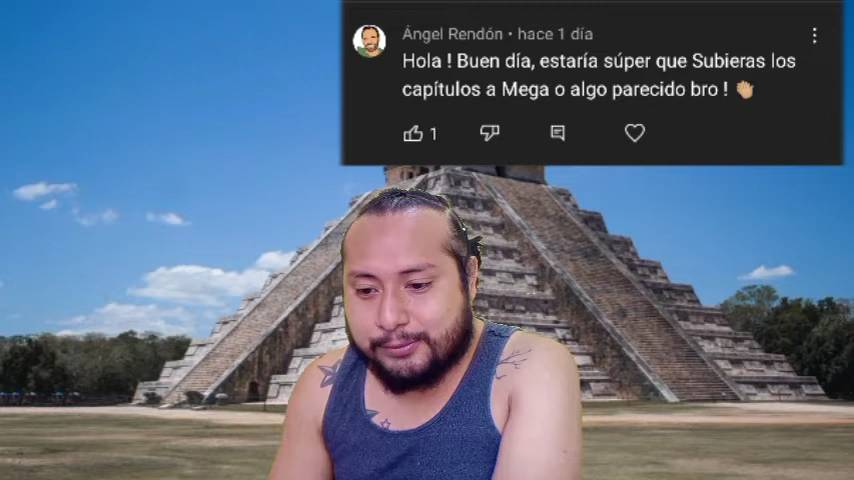 Ángel Rendón • hace 1 día
Hola ! Buen día, estaría súper que Subieras los
capítulos a Mega o algo parecido bro ! 👋🏼
1